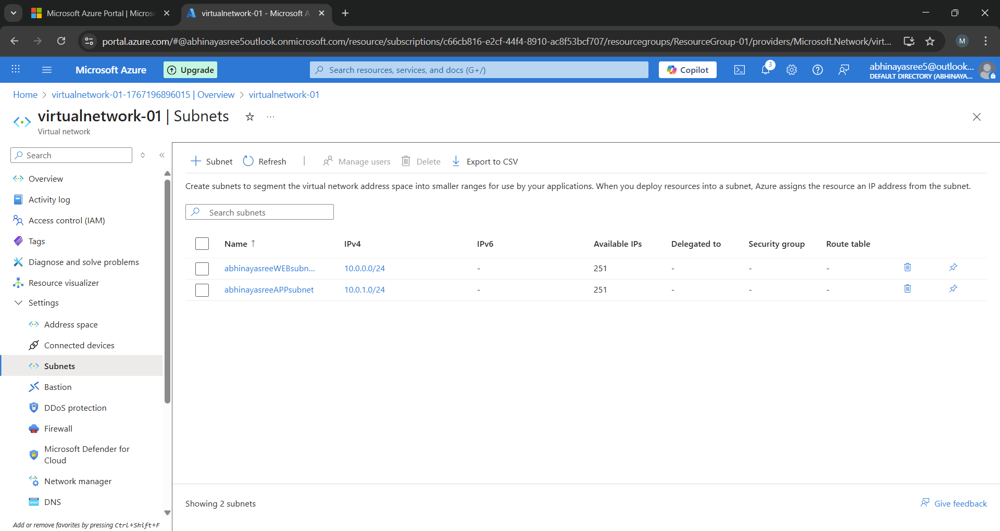 Microsoft Azure Portal | Micros
virtualnetwork-01 - Microsoft A
portal.azure.com/#@abhinayasree5outlook.onmicrosoft.com/resource/subscriptions/c66cb816-e2cf-44f4-8910-ac8f53bcf707/resourcegroups/ResourceGroup-01/providers/Microsoft.Network/virt...
M
Microsoft Azure
Upgrade
Search resources, services, and docs (G+/)
Copilot
3
abhinayasree5@outlook...
DEFAULT DIRECTORY (ABHINAYA...
Home > virtualnetwork-01-1767196896015 | Overview > virtualnetwork-01
virtualnetwork-01 | Subnets
...
Virtual network
Search
Overview
Activity log
Access control (IAM)
Tags
Diagnose and solve problems
Resource visualizer
Settings
Address space
Connected devices
Subnets
Bastion
DDoS protection
Firewall
Microsoft Defender for
Cloud
Network manager
DNS
Add or remove favorites by pressing Ctrl+Shift+F
Subnet Refresh | Manage users Delete Export to CSV
Create subnets to segment the virtual network address space into smaller ranges for use by your applications. When you deploy resources into a subnet, Azure assigns the resource an IP address from the subnet.
Search subnets
Name ↑ IPv4 IPv6 Available IPs Delegated to Security group Route table
abhinayasreeWEBsubn... 10.0.0.0/24 - 251 - - -
abhinayasreeAPPsubnet 10.0.1.0/24 - 251 - - -
Showing 2 subnets
Give feedback